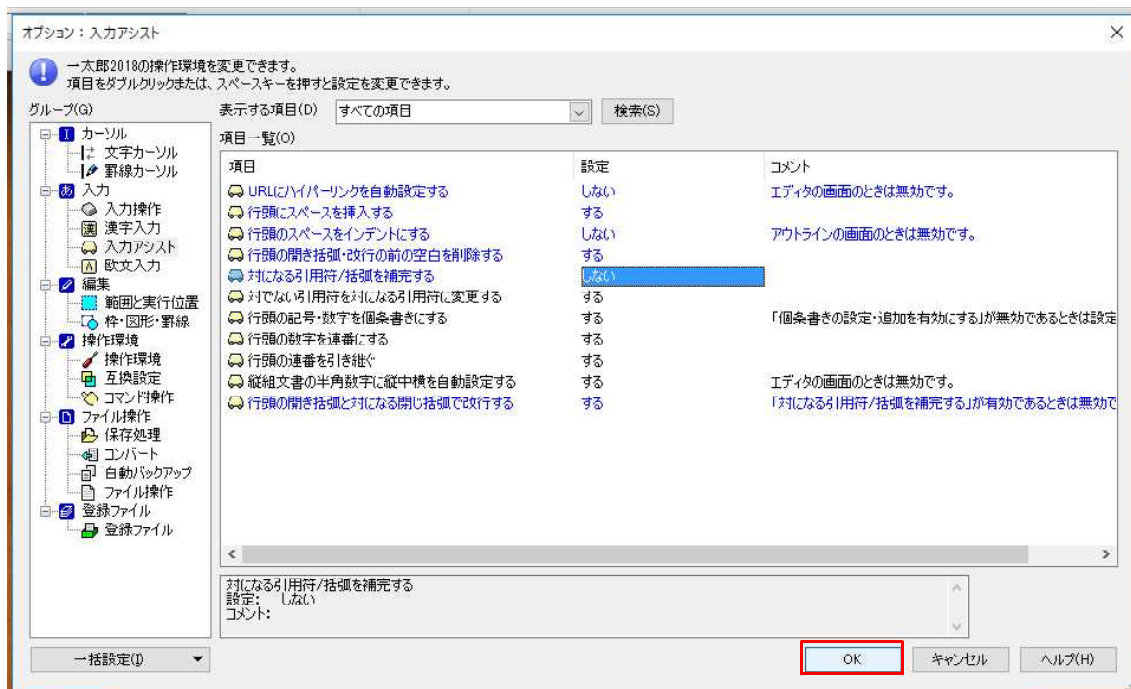 オプション：入力アシスト
一太郎2018の操作環境を変更できます。
項目をダブルクリックまたは、スペースキーを押すと設定を変更できます。
グループ(G)
表示する項目(D) すべての項目 検索(S)
カーソル
文字カーソル
罫線カーソル
入力
入力操作
漢字入力
入力アシスト
欧文入力
編集
範囲と実行位置
枠・図形・罫線
操作環境
操作環境
互換設定
コマンド操作
ファイル操作
保存処理
コンバート
自動バックアップ
ファイル操作
登録ファイル
登録ファイル
項目一覧(O)
項目 設定 コメント
URLにハイパーリンクを自動設定する しない エディタの画面のときは無効です。
行頭にスペースを挿入する する
行頭のスペースをインデントにする しない アウトラインの画面のときは無効です。
行頭の開き括弧・改行の前の空白を削除する する
対になる引用符/括弧を補完する しない
対でない引用符を対になる引用符に変更する する
行頭の記号・数字を個条書きにする する 「個条書きの設定・追加を有効にする」が無効であるときは設定
行頭の数字を連番にする する
行頭の連番を引き継ぐ する
縦組文書の半角数字に縦中横を自動設定する する エディタの画面のときは無効です。
行頭の開き括弧と対になる閉じ括弧で改行する する 「対になる引用符/括弧を補完する」が有効であるときは無効で
対になる引用符/括弧を補完する
設定： しない
コメント：
一括設定(I) OK キャンセル ヘルプ(H)